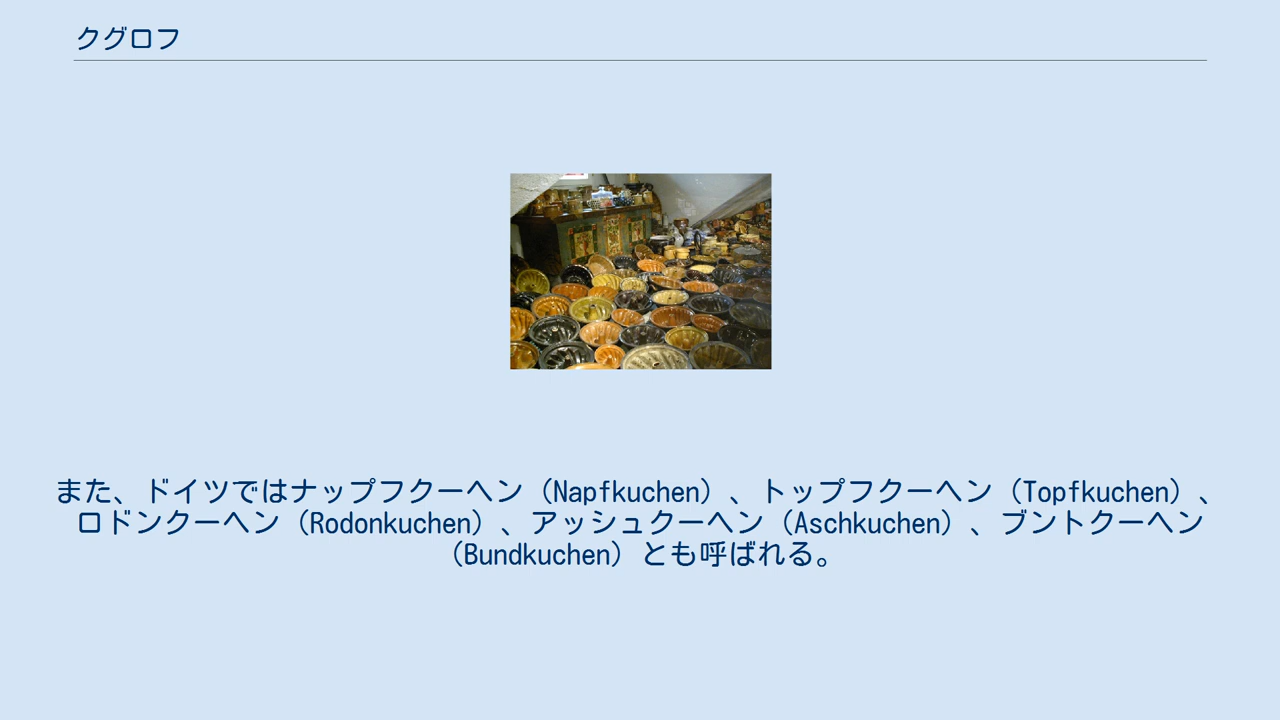 クグロフ
また、ドイツではナップフクーヘン（Napfkuchen）、トップフクーヘン（Topfkuchen）、
ロドンクーヘン（Rodonkuchen）、アッシュクーヘン（Aschkuchen）、ブントクーヘン
（Bundkuchen）とも呼ばれる。